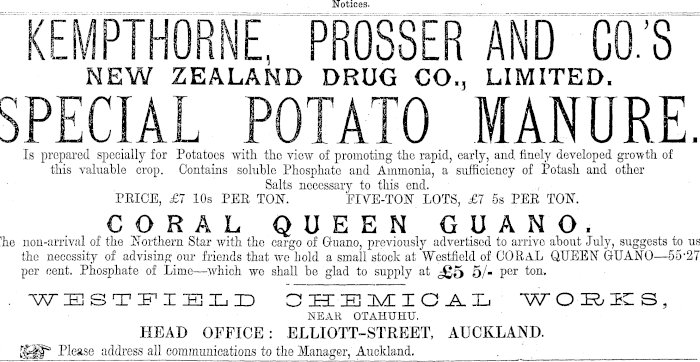 Notices.
KEMPTHORNE, PROSSER AND CO.'S
NEW ZEALAND DRUG CO., LIMITED.
SPECIAL POTATO MANURE.
Is prepared specially for Potatoes with the view of promoting the rapid, early, and finely developed growth of
this valuable crop. Contains soluble Phosphate and Ammonia, a sufficiency of Potash and other
Salts necessary to this end.
PRICE, £7 10s PER TON. FIVE-TON LOTS, £7 5s PER TON.
CORAL QUEEN GUANO.
The non-arrival of the Northern Star with the cargo of Guano, previously advertised to arrive about July, suggests to us
the necessity of advising our friends that we hold a small stock at Westfield of CORAL QUEEN GUANO—55·27
per cent. Phosphate of Lime—which we shall be glad to supply at £5 5/- per ton.
WESTFIELD CHEMICAL WORKS,
NEAR OTAHUHU.
HEAD OFFICE: ELLIOTT-STREET, AUCKLAND.
Please address all communications to the Manager, Auckland.